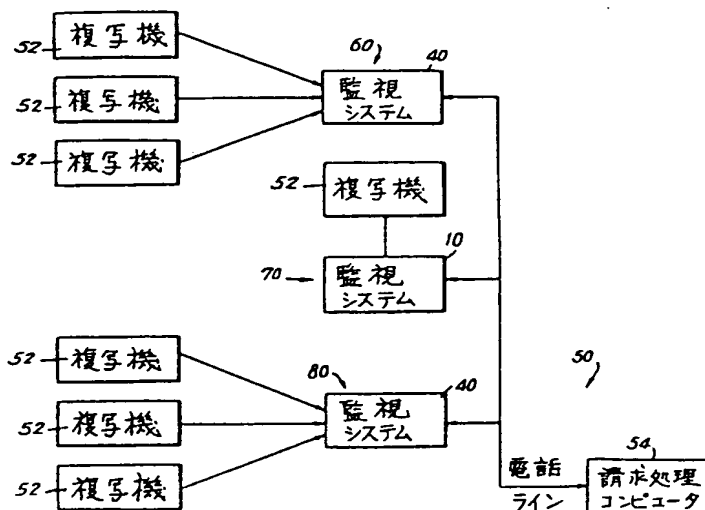 52 複写機
60
40
52 複写機
監視
システム
52 複写機
52 複写機
10
70
監視
システム
52 複写機
80
40
50
52 複写機
監視
システム
54
52 複写機
電話
ライン
請求処理
コンピュータ